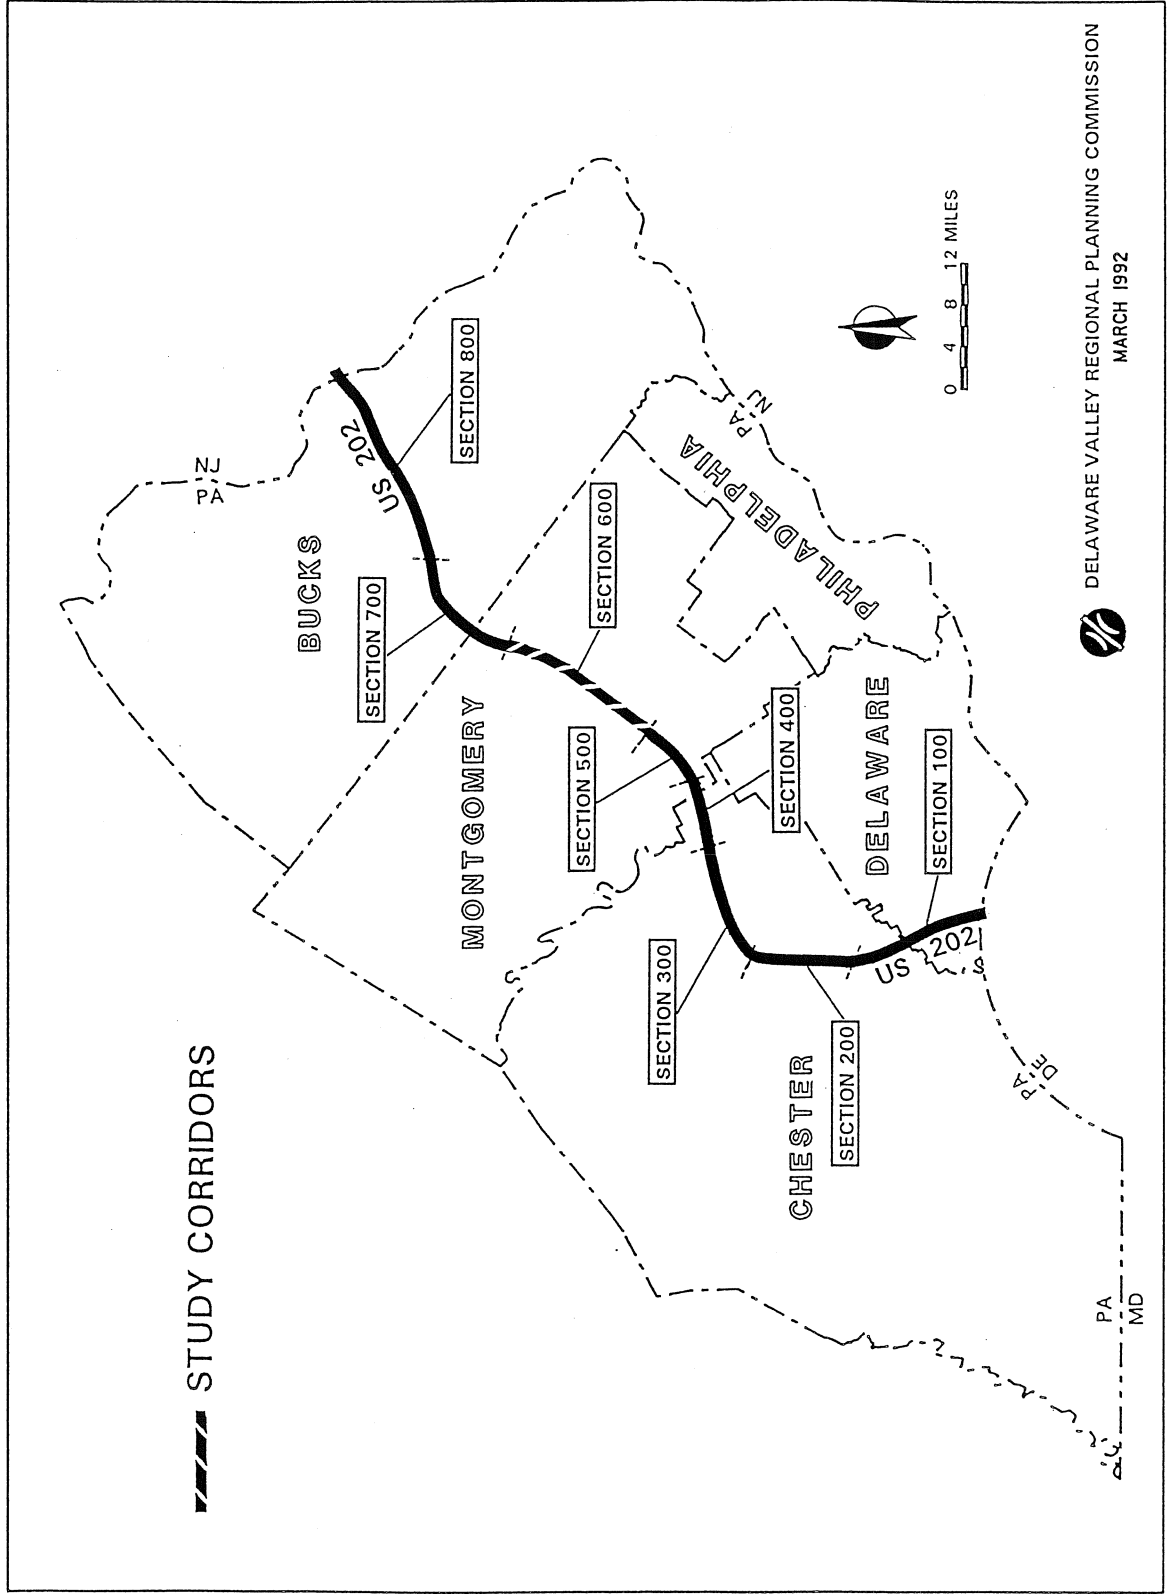 STUDY CORRIDORS
NJ
PA
BUCKS
US 202
SECTION 800
SECTION 700
MONTGOMERY
SECTION 600
SECTION 500
PHILADELPHIA
PA
NJ
SECTION 400
SECTION 300
DELAWARE
SECTION 100
CHESTER
SECTION 200
US 202
S
PA
DE
PA
MD
0 4 8 12 MILES
DELAWARE VALLEY REGIONAL PLANNING COMMISSION
MARCH 1992